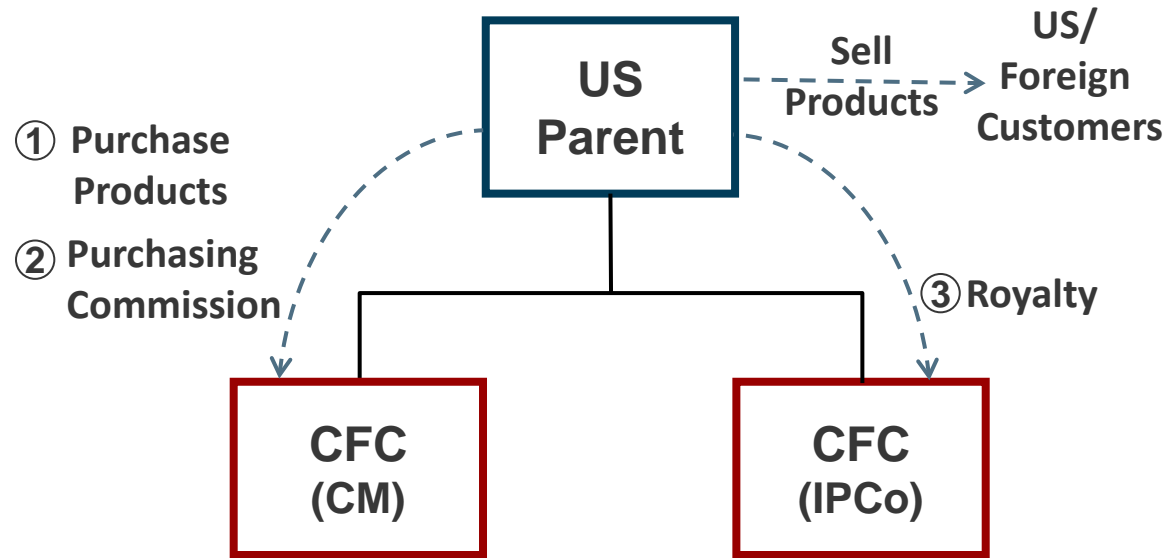 US
Parent
Sell
Products
US/
Foreign
Customers
① Purchase
Products
② Purchasing
Commission
③ Royalty
CFC
(CM)
CFC
(IPCo)